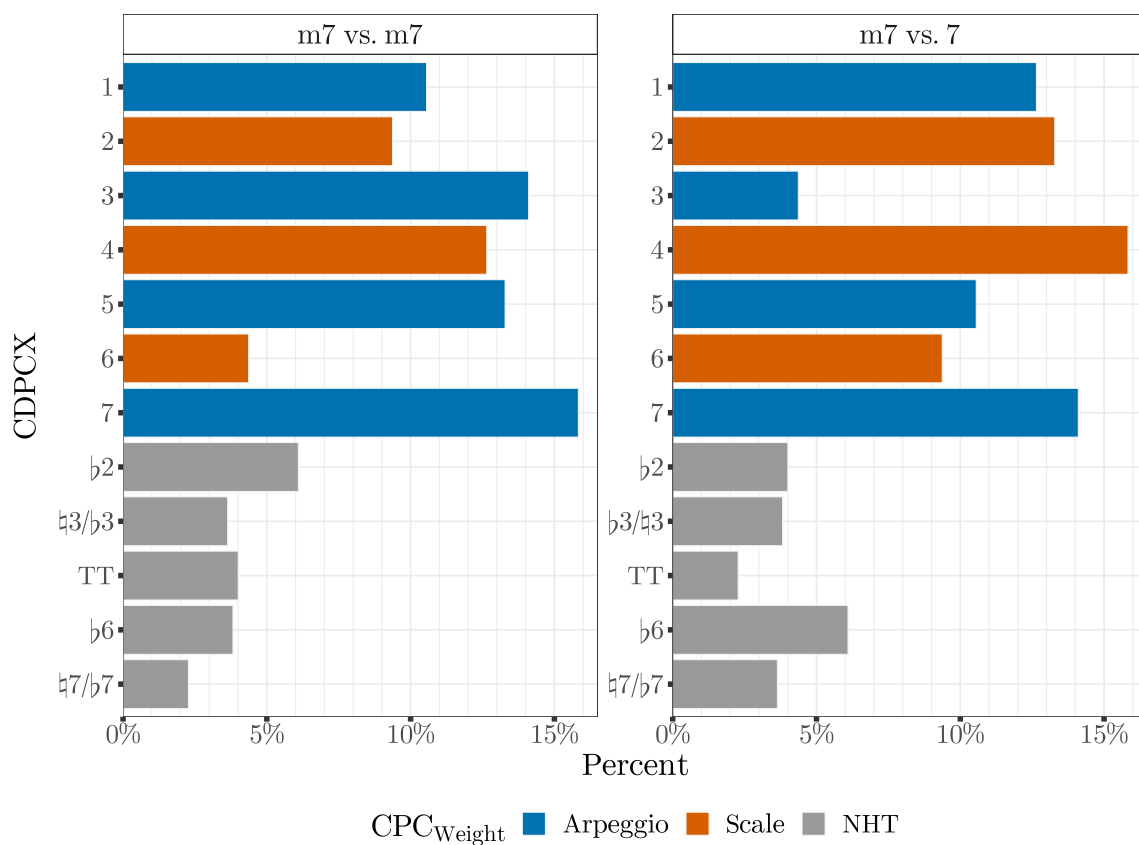 m7 vs. m7
m7 vs. 7
CDPCX
1
2
3
4
5
6
7
♭2
♮3/♭3
TT
♭6
♮7/♭7
1
2
3
4
5
6
7
♭2
♭3/♮3
TT
♭6
♮7/♭7
0% 5% 10% 15%
0% 5% 10% 15%
Percent
CPC_Weight Arpeggio Scale NHT